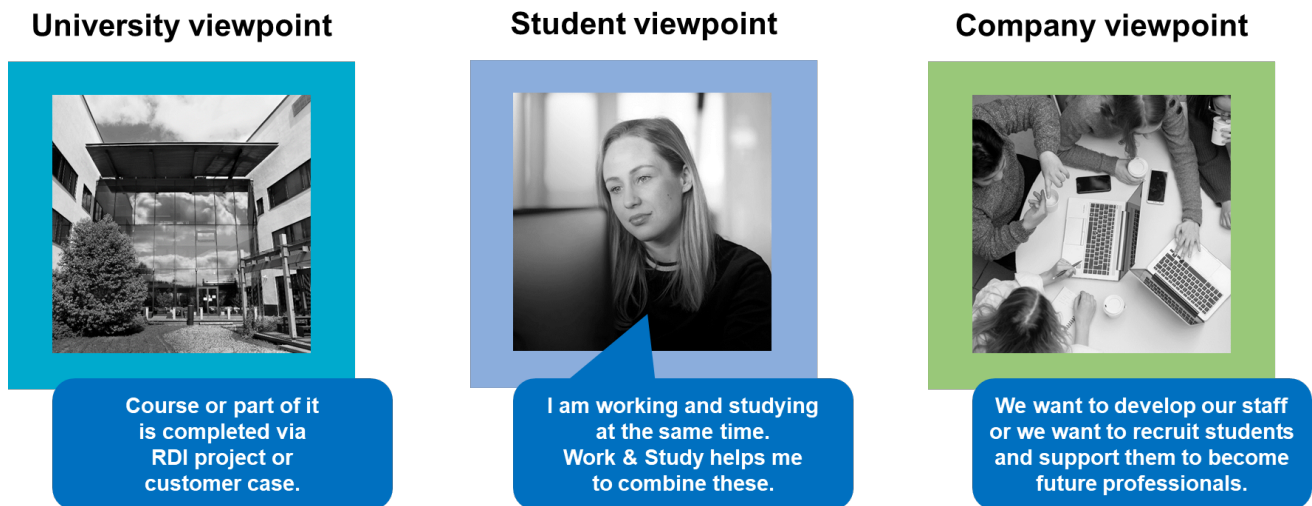 University viewpoint
Student viewpoint
Company viewpoint
Course or part of it
is completed via
RDI project or
customer case.
I am working and studying
at the same time.
Work & Study helps me
to combine these.
We want to develop our staff
or we want to recruit students
and support them to become
future professionals.